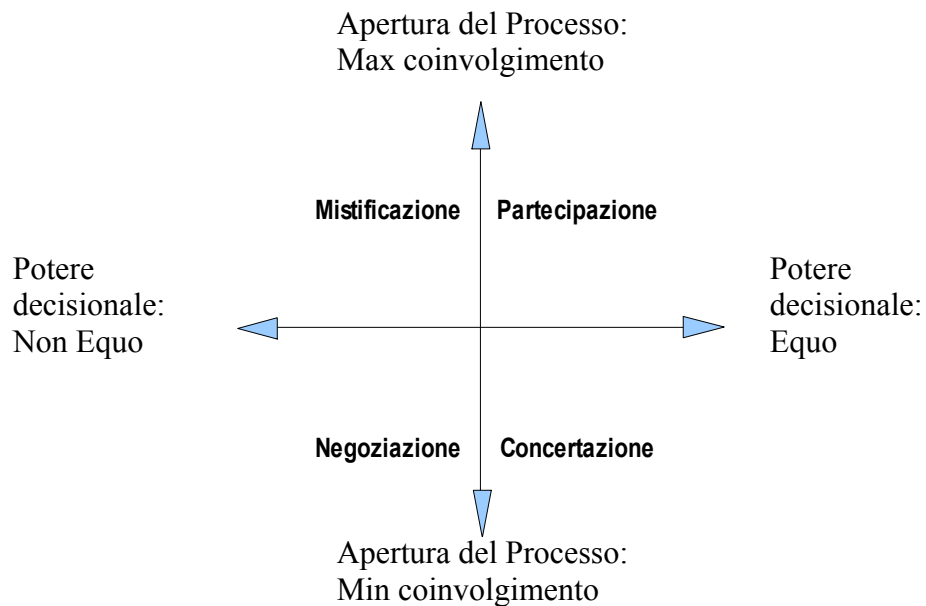 Apertura del Processo:
Max coinvolgimento
Mistificazione
Partecipazione
Potere
decisionale:
Non Equo
Potere
decisionale:
Equo
Negoziazione
Concertazione
Apertura del Processo:
Min coinvolgimento